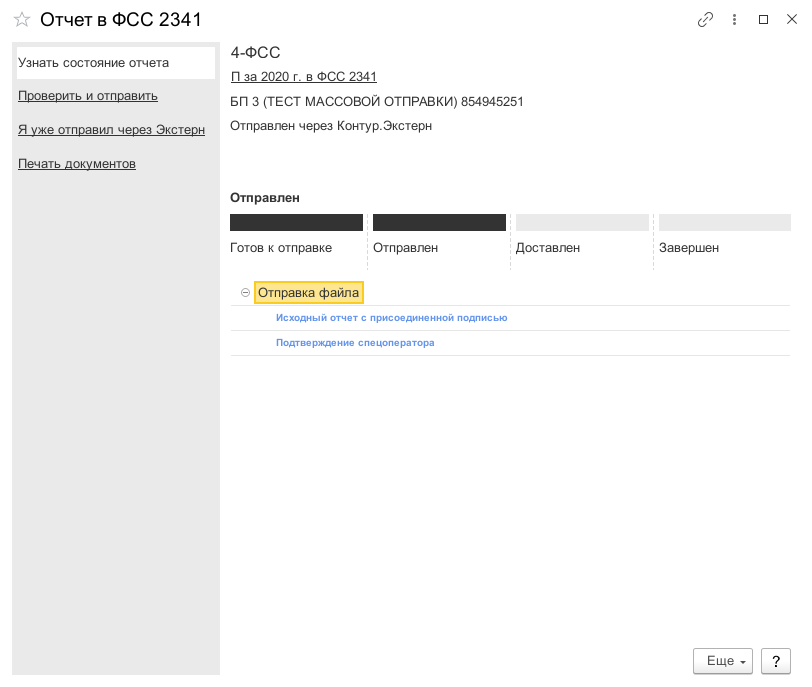 Отчет в ФСС 2341
Узнать состояние отчета
Проверить и отправить
Я уже отправил через Экстерн
Печать документов
4-ФСС
П за 2020 г. в ФСС 2341
БП 3 (ТЕСТ МАССОВОЙ ОТПРАВКИ) 854945251
Отправлен через Контур.Экстерн
Отправлен
Готов к отправке Отправлен Доставлен Завершен
Отправка файла
Исходный отчет с присоединенной подписью
Подтверждение спецоператора
Еще ?